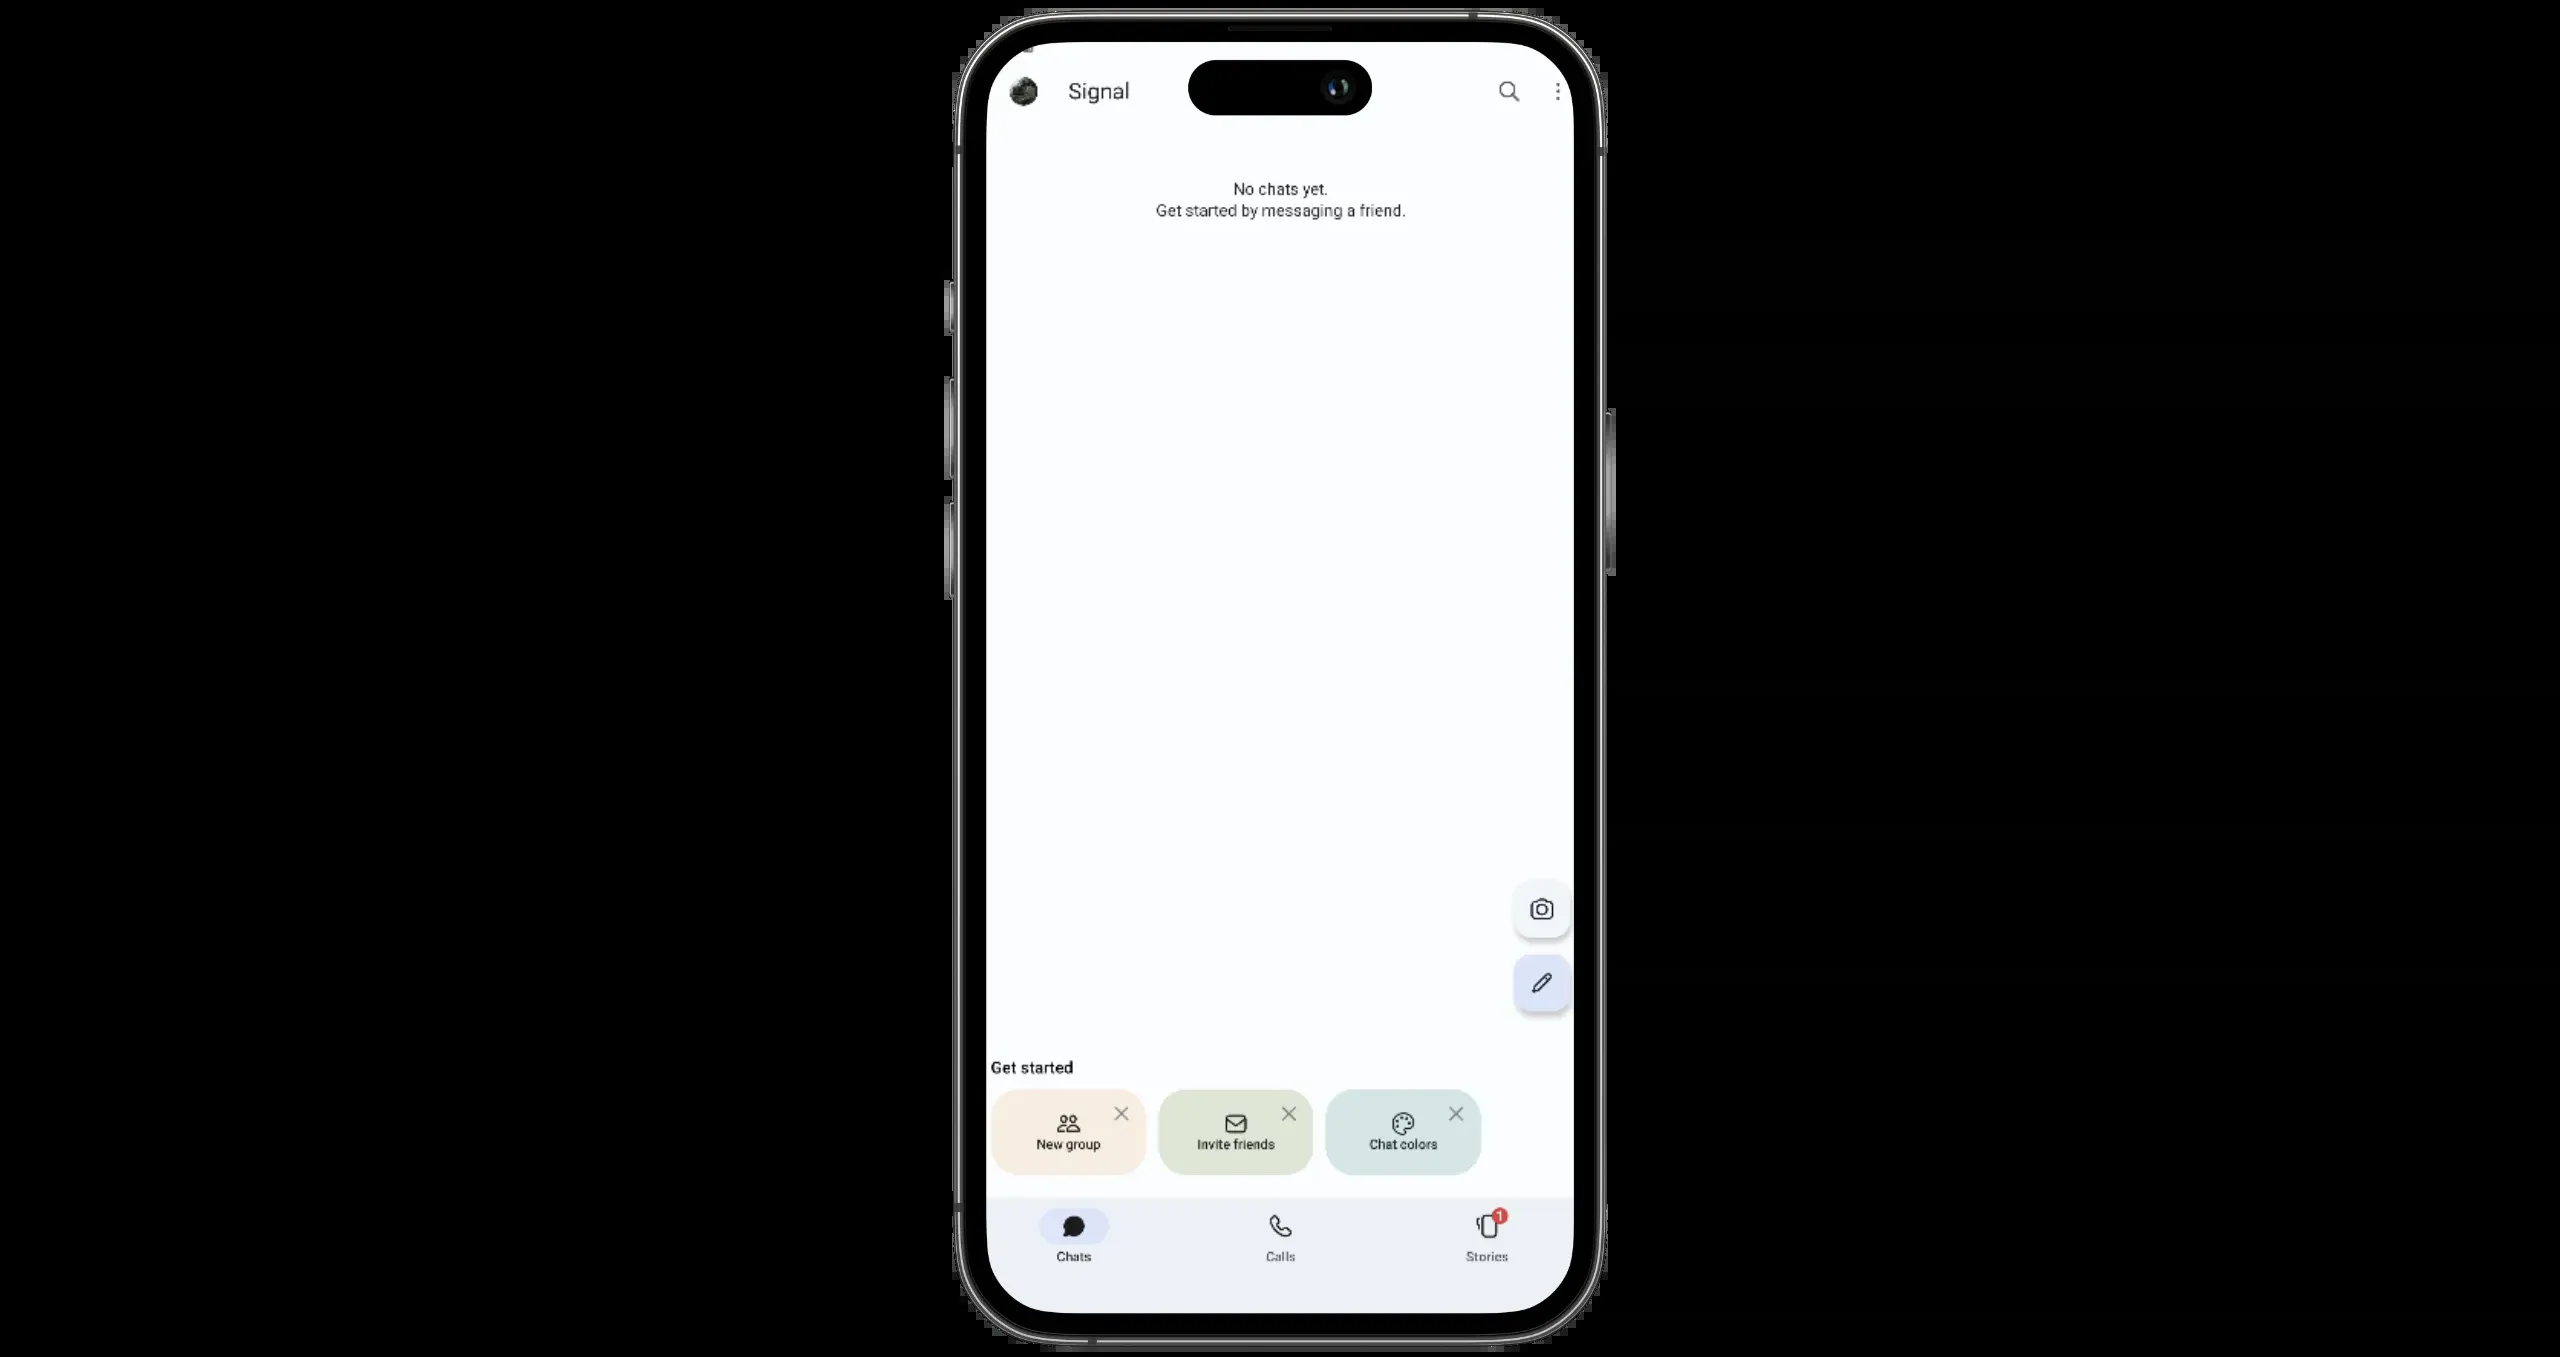 Signal
No chats yet.
Get started by messaging a friend.
Get started
New group
Invite friends
Chat colors
1
Chats
Calls
Stories